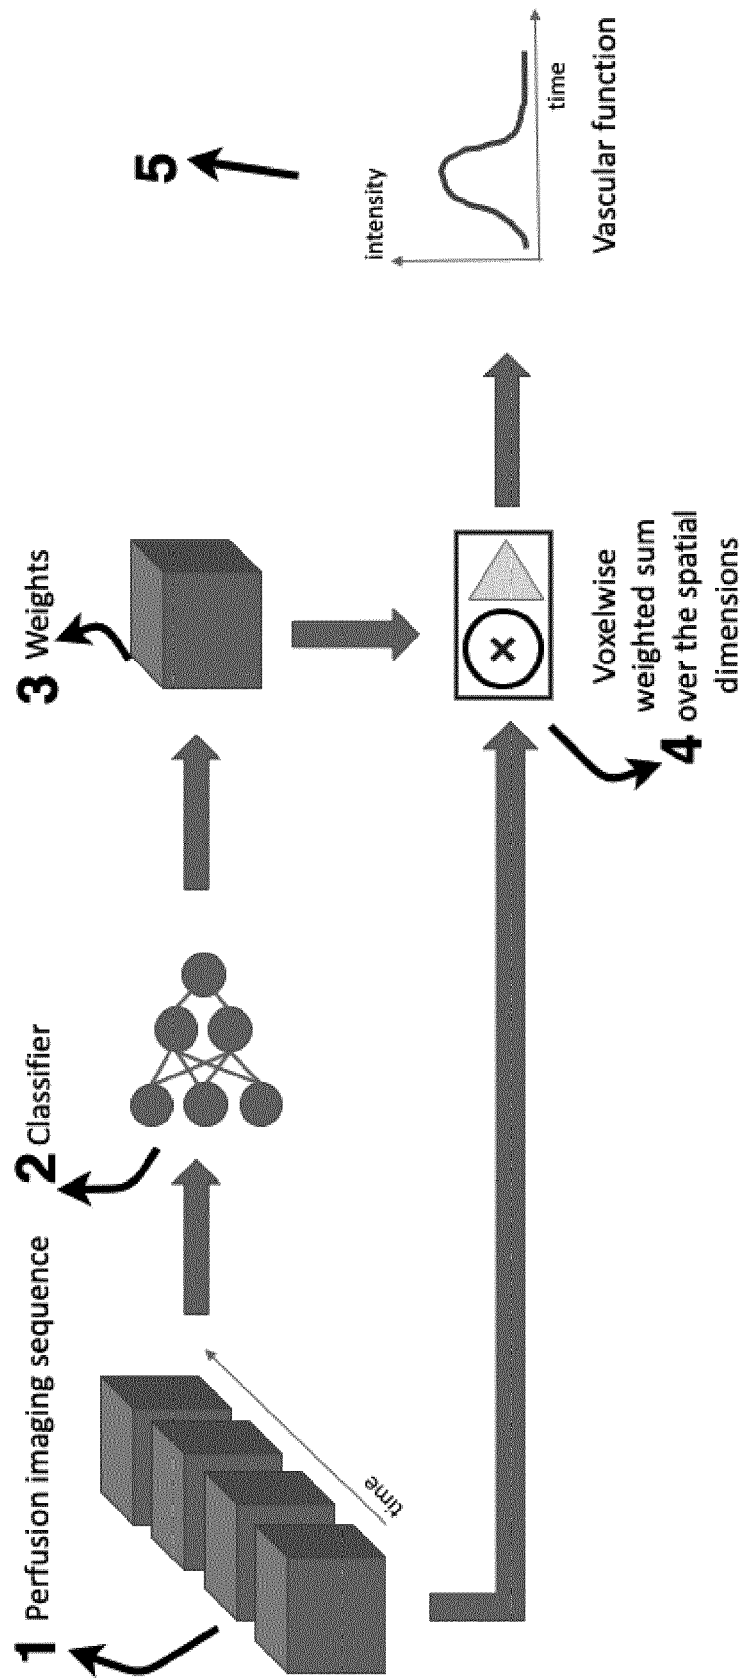 1 Perfusion imaging sequence
time
2 Classifier
3 Weights
×
4
Voxelwise
weighted sum
over the spatial
dimensions
5
intensity
time
Vascular function